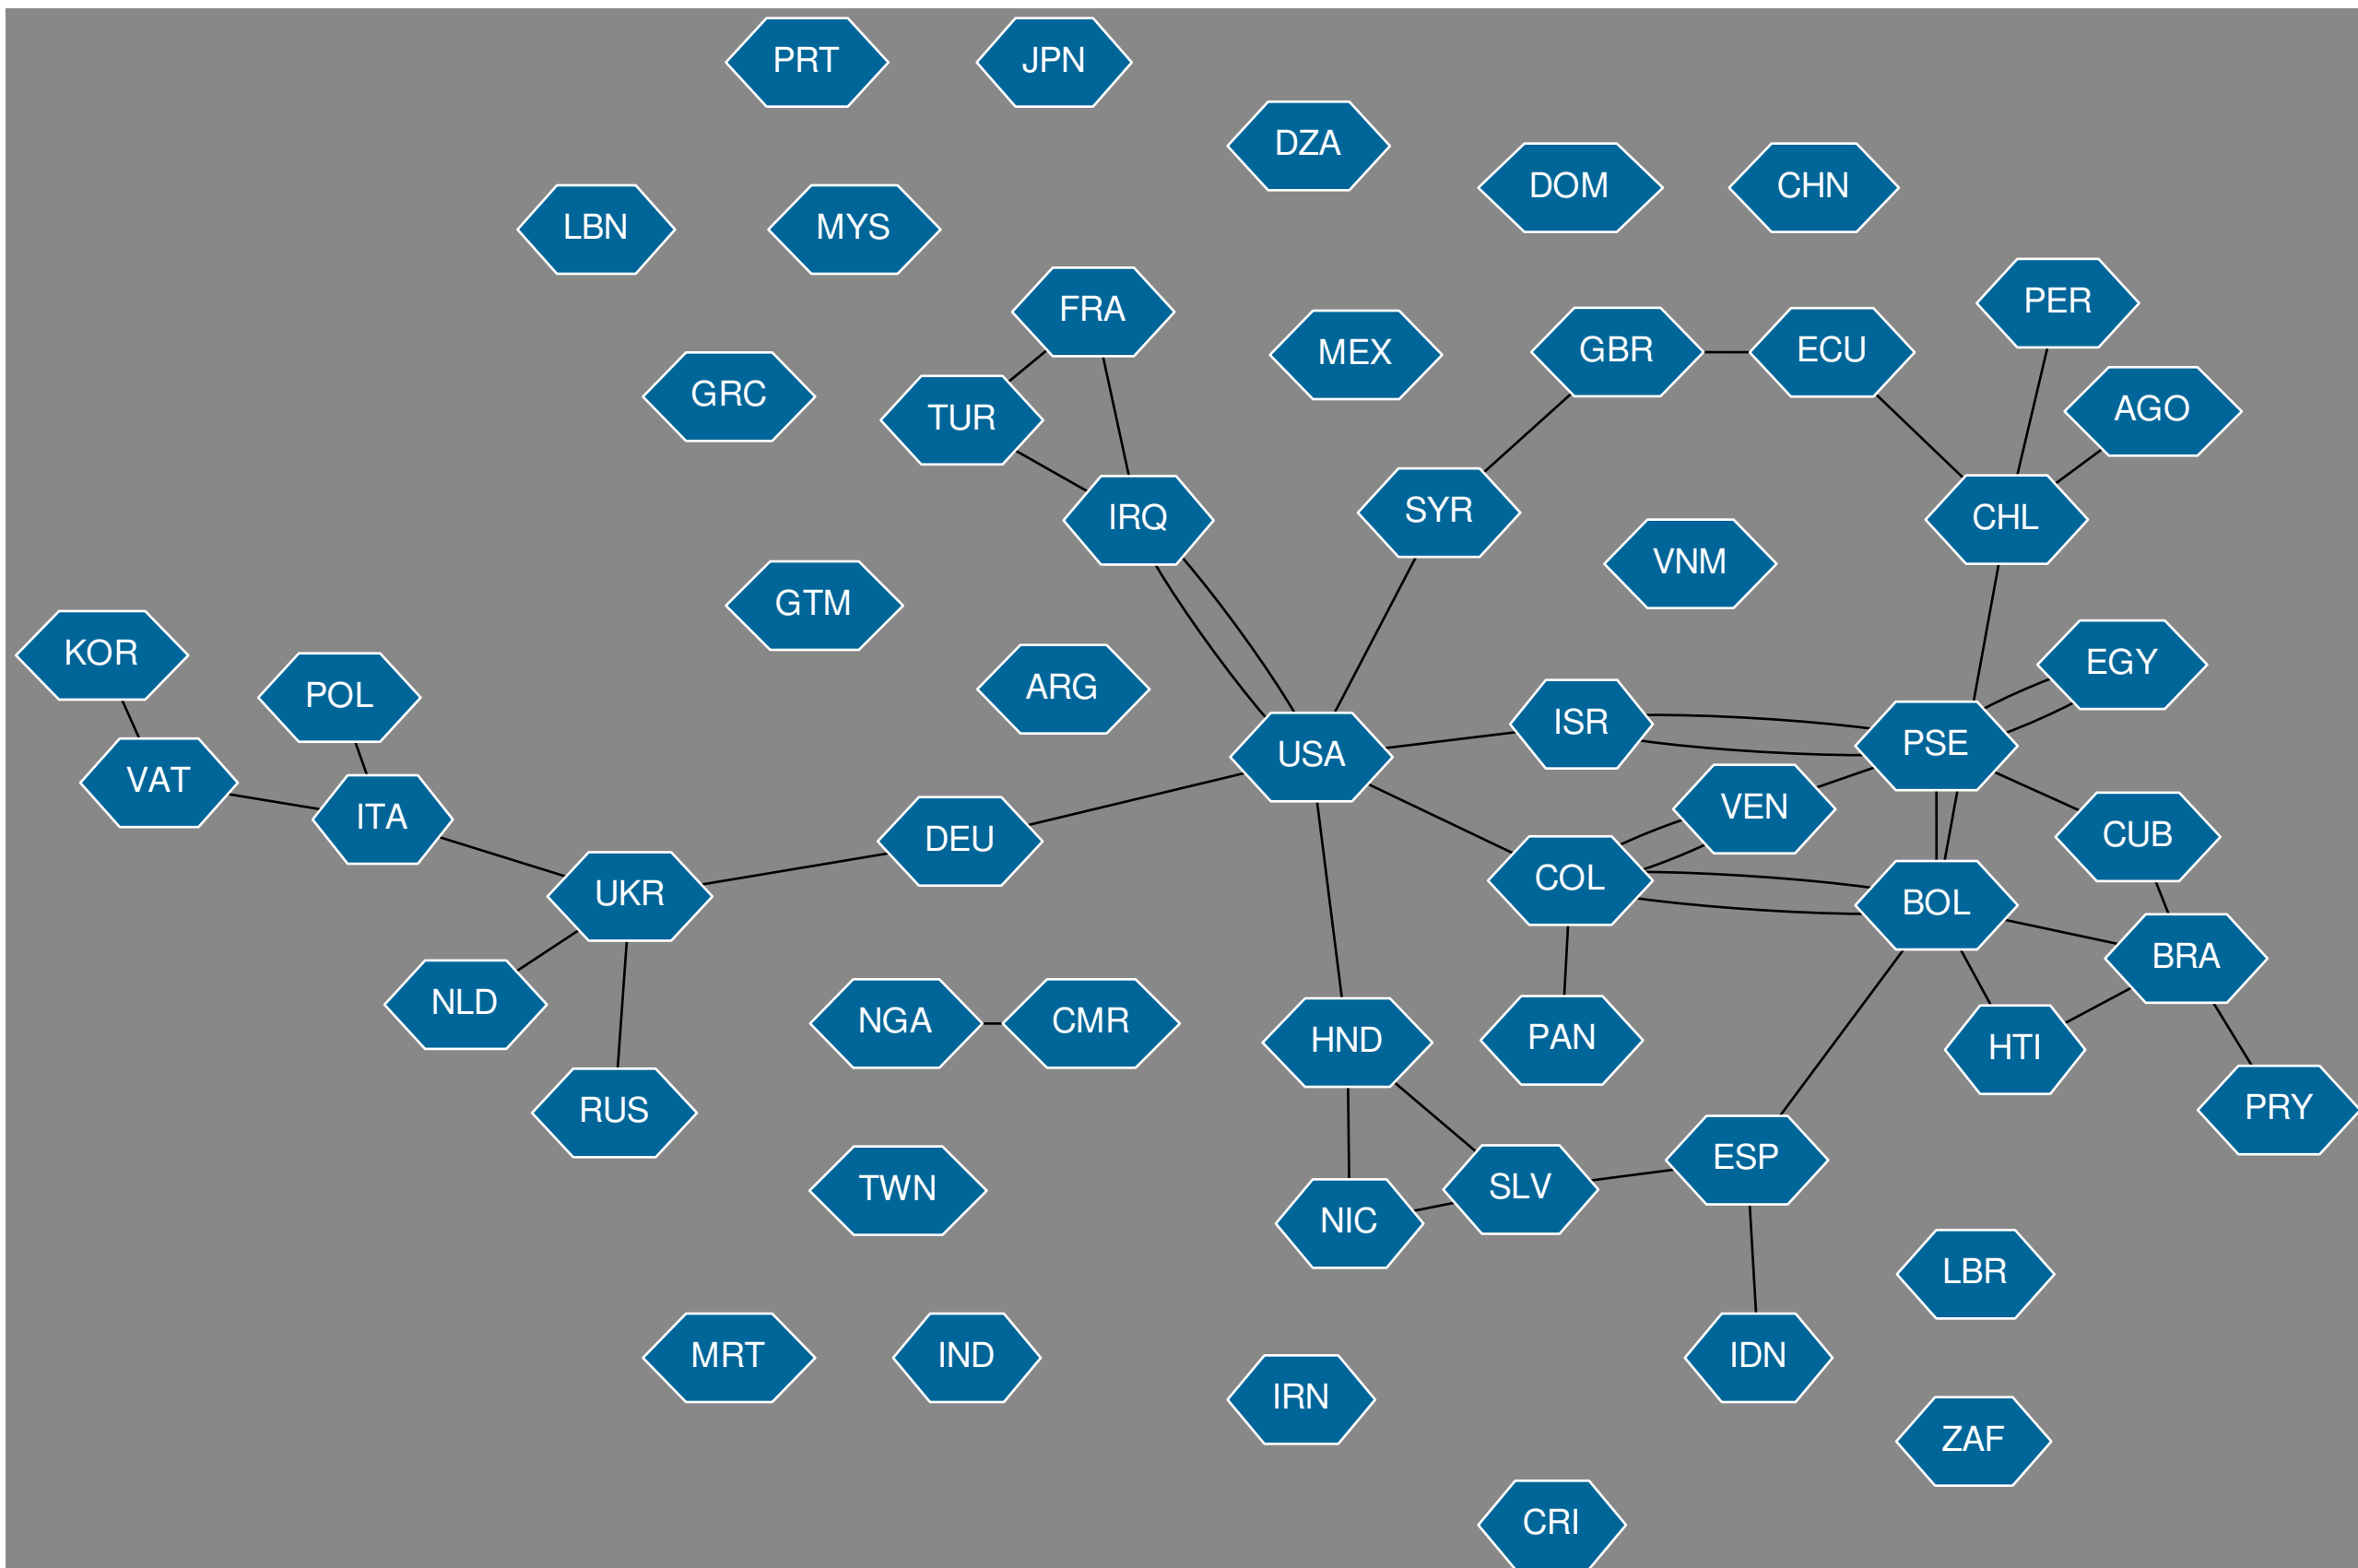 PRT
JPN
DZA
DOM
CHN
LBN
MYS
FRA
MEX
GBR
ECU
PER
GRC
TUR
AGO
IRQ
SYR
CHL
VNM
GTM
KOR
POL
ARG
EGY
VAT
ITA
USA
ISR
PSE
DEU
VEN
CUB
UKR
COL
BOL
BRA
NLD
NGA
CMR
HND
PAN
HTI
RUS
PRY
TWN
NIC
SLV
ESP
LBR
MRT
IND
IRN
IDN
ZAF
CRI